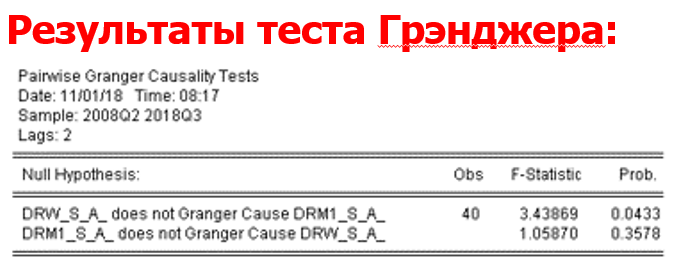 Результаты теста Грэнджера:
Pairwise Granger Causality Tests
Date: 11/01/18 Time: 08:17
Sample: 2008Q2 2018Q3
Lags: 2
Null Hypothesis: Obs F-Statistic Prob.
DRW_S_A_ does not Granger Cause DRM1_S_A_ 40 3.43869 0.0433
DRM1_S_A_ does not Granger Cause DRW_S_A_ 1.05870 0.3578